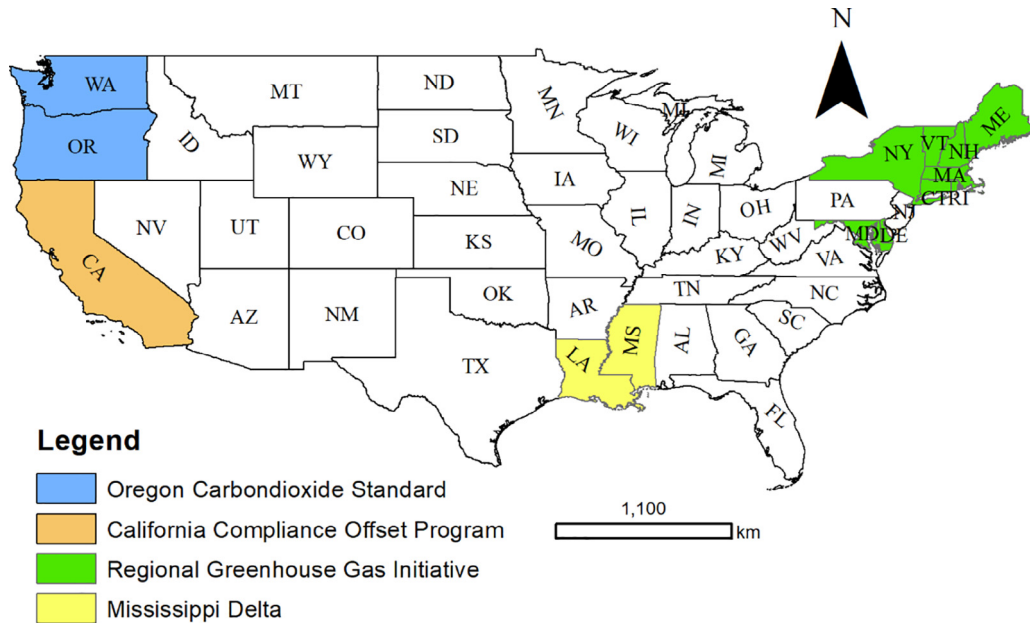 N
WA
MT
ND
MN
ME
OR
ID
SD
WI
MI
MI
NY
VT
NH
MA
WY
NE
IA
CTRI
PA
NJ
NV
UT
CO
KS
IL
IN
OH
MO
KY
WV
MD
DE
VA
CA
AZ
NM
OK
AR
TN
NC
SC
TX
LA
MS
AL
GA
FL
Legend
Oregon Carbondioxide Standard
California Compliance Offset Program
Regional Greenhouse Gas Initiative
Mississippi Delta
1,100
km